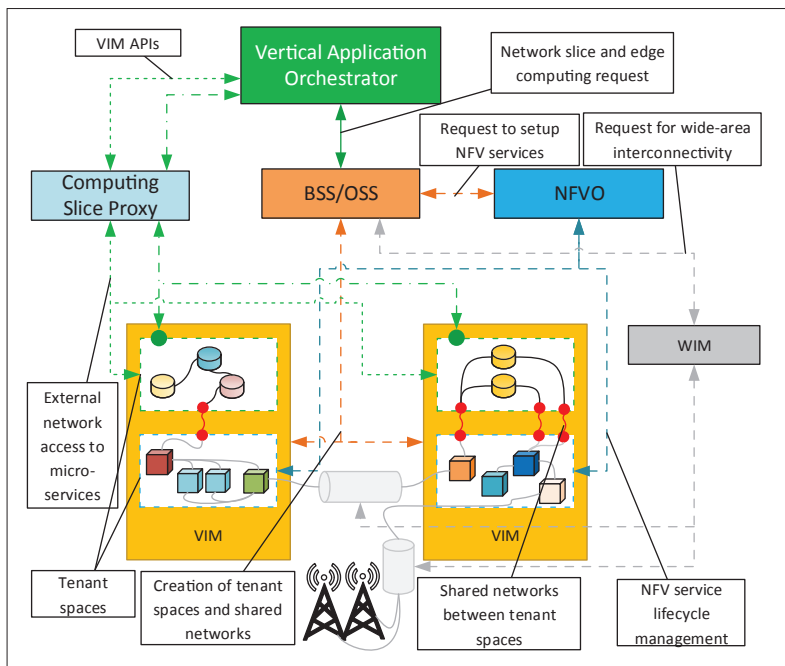 VIM APIs
Vertical Application
Orchestrator
Network slice and edge
computing request
Request to setup
NFV services
Request for wide-area
interconnectivity
Computing
Slice Proxy
BSS/OSS
NFVO
WIM
External
network
access to
micro-
services
VIM
VIM
Tenant
spaces
Creation of tenant
spaces and shared
networks
Shared networks
between tenant
spaces
NFV service
lifecycle
management